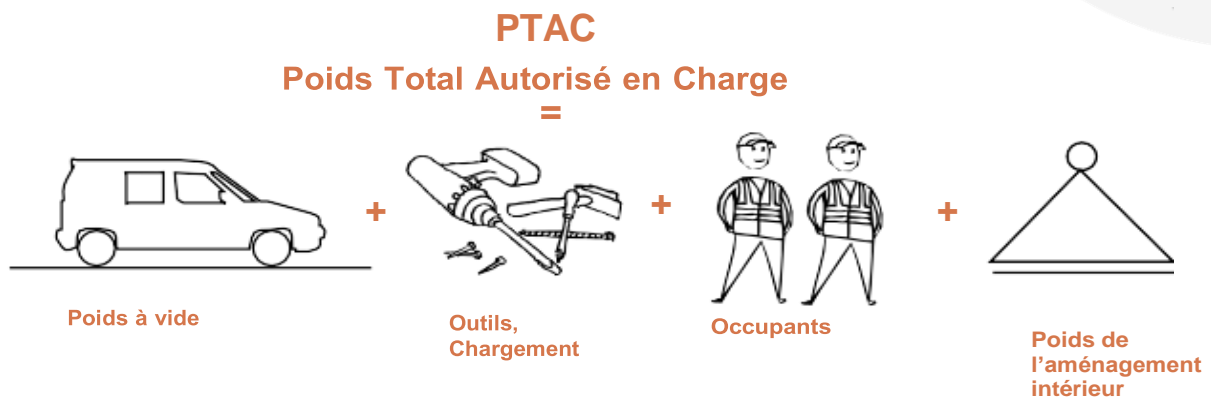 PTAC
Poids Total Autorisé en Charge
=
+ + +
Poids à vide
Outils,
Chargement
Occupants
Poids de
l'aménagement
intérieur